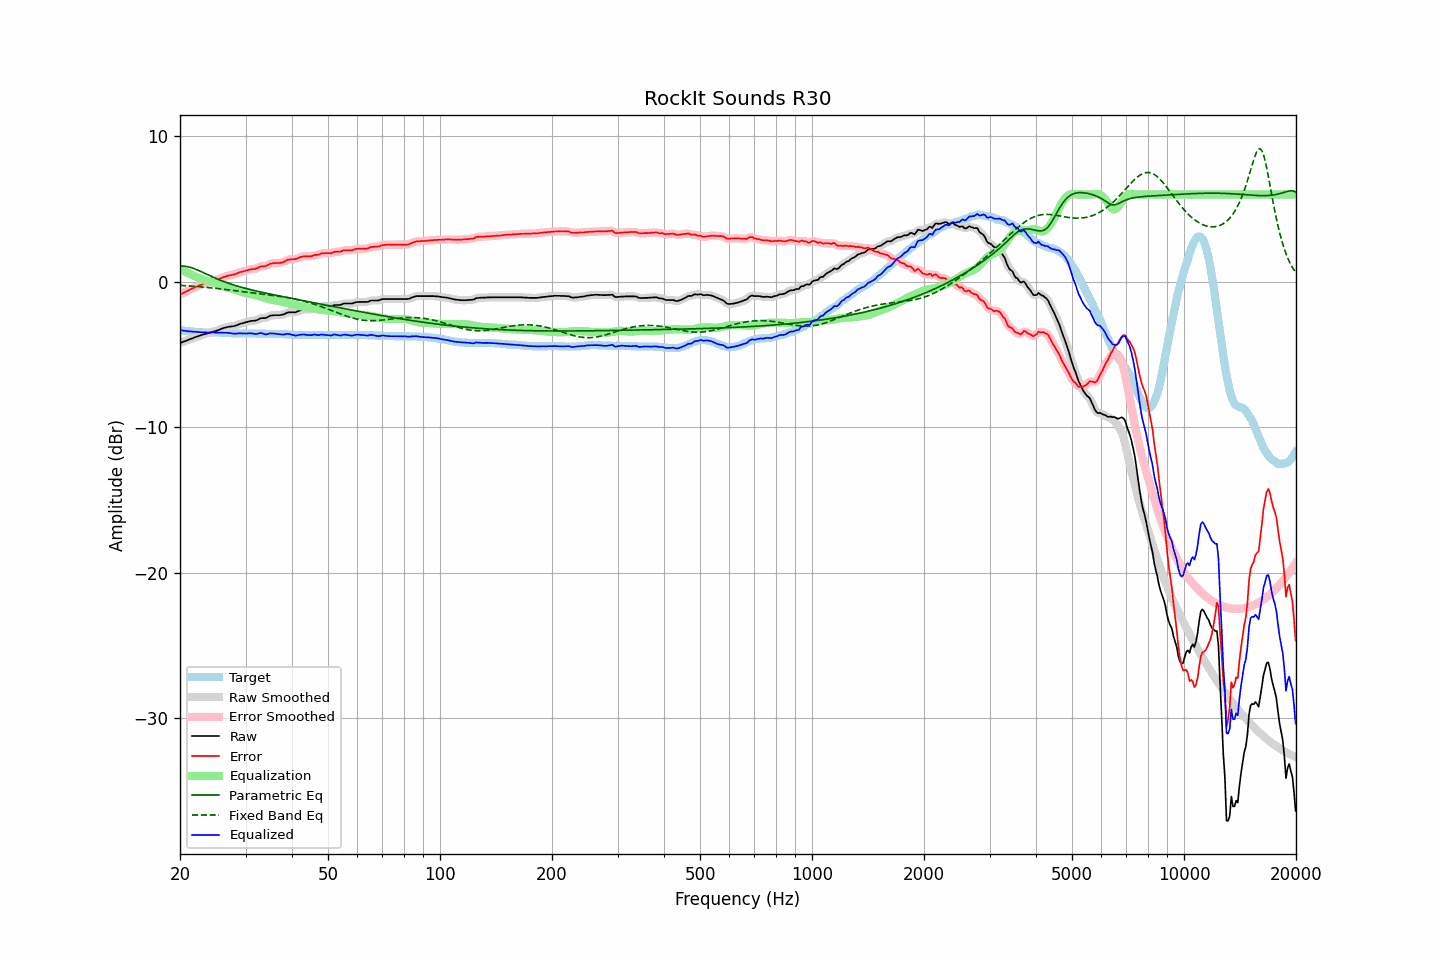 RockIt Sounds R30
10
0
−10
−20
−30
Amplitude (dBr)
Target
Raw Smoothed
Error Smoothed
Raw
Error
Equalization
Parametric Eq
Fixed Band Eq
Equalized
20 50 100 200 500 1000 2000 5000 10000 20000
Frequency (Hz)